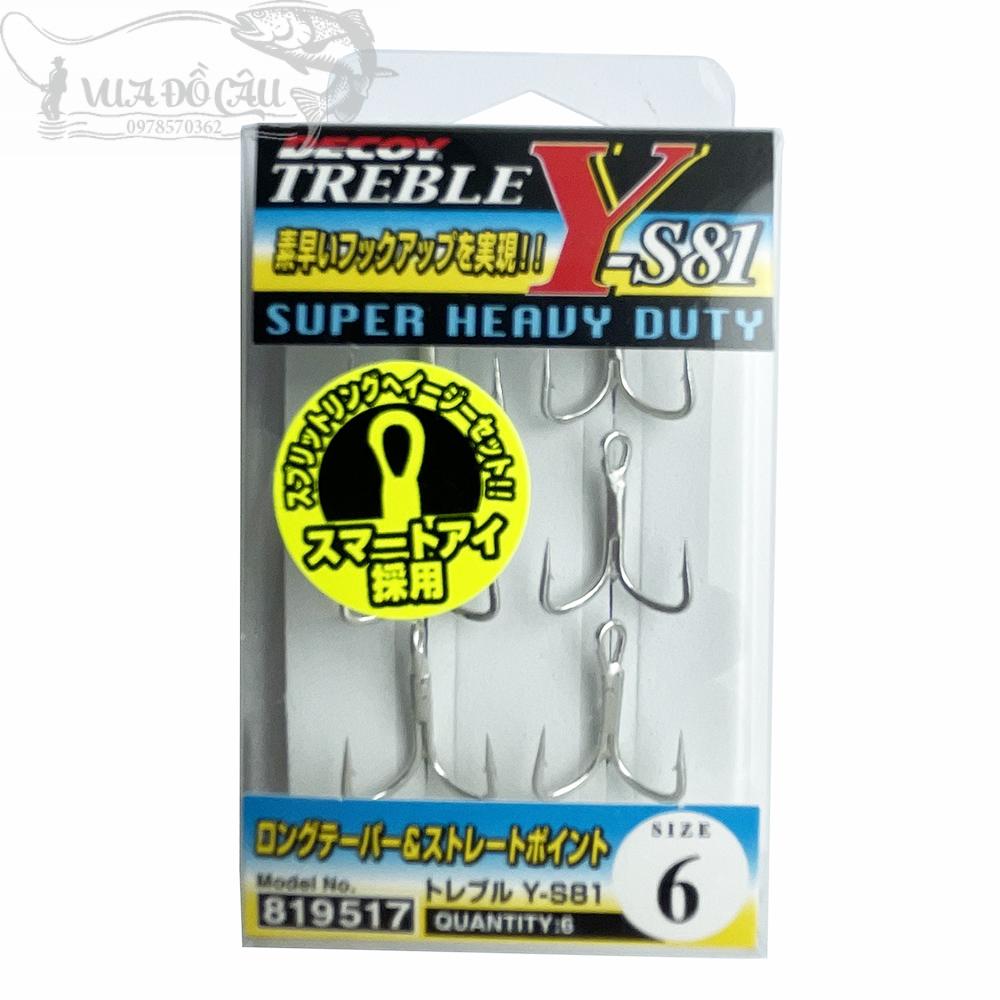 VUA ĐỒ CÂU
0978570362
DECOY
TREBLE Y-S81
素早いフックアップを実現!!
SUPER HEAVY DUTY
スプリットリングへイージーセット!!
スマートアイ
採用
ロングテーパー&ストレートポイント
SIZE
6
Model No.
819517
トレブル Y-S81
QUANTITY:6